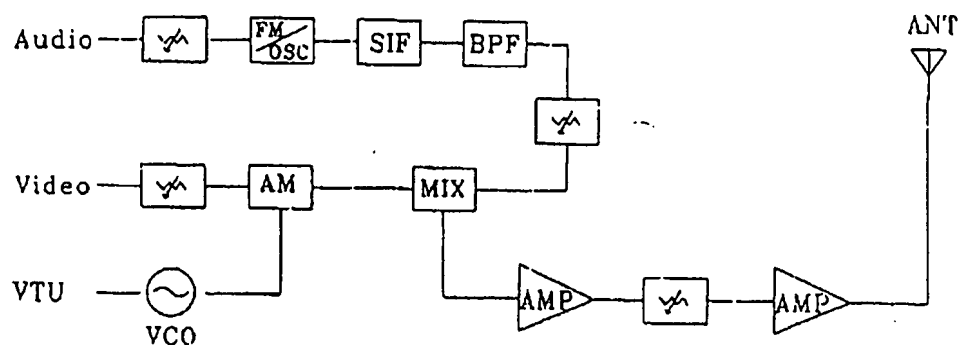 ANT
Audio FM OSC SIF BPF
Video AM MIX
VTU VCO AMP AMP